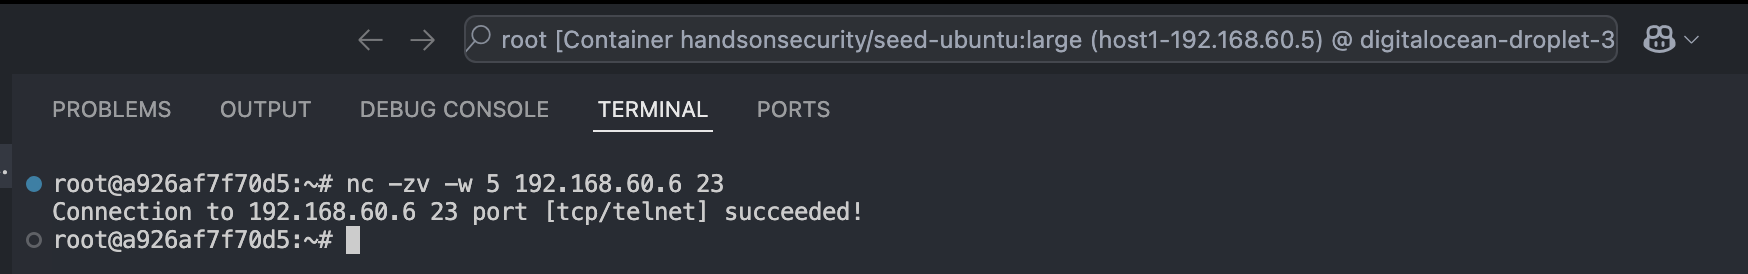 root [Container handsonsecurity/seed-ubuntu:large (host1-192.168.60.5) @ digitalocean-droplet-3
PROBLEMS OUTPUT DEBUG CONSOLE TERMINAL PORTS
root@a926af7f70d5:~# nc -zv -w 5 192.168.60.6 23
Connection to 192.168.60.6 23 port [tcp/telnet] succeeded!
root@a926af7f70d5:~#